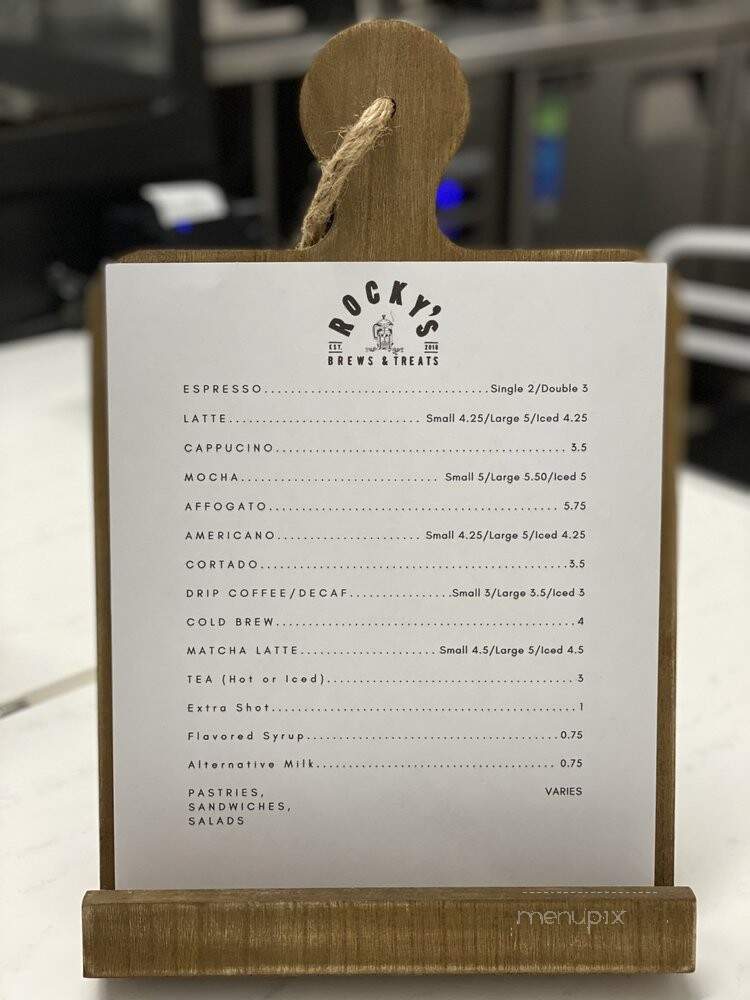 ROCKY'S
EST. 2018
BREWS & TREATS
ESPRESSO..................................Single 2/Double 3
LATTE............................. Small 4.25/Large 5/Iced 4.25
CAPPUCINO............................................ 3.5
MOCHA.............................. Small 5/Large 5.50/Iced 5
AFFOGATO............................................ 5.75
AMERICANO...................... Small 4.25/Large 5/Iced 4.25
CORTADO...............................................3.5
DRIP COFFEE/DECAF................Small 3/Large 3.5/Iced 3
COLD BREW..............................................4
MATCHA LATTE.....................Small 4.5/Large 5/Iced 4.5
TEA (Hot or Iced)......................................3
Extra Shot...............................................1
Flavored Syrup.......................................0.75
Alternative Milk.................................... 0.75
PASTRIES, VARIES
SANDWICHES,
SALADS
menupix